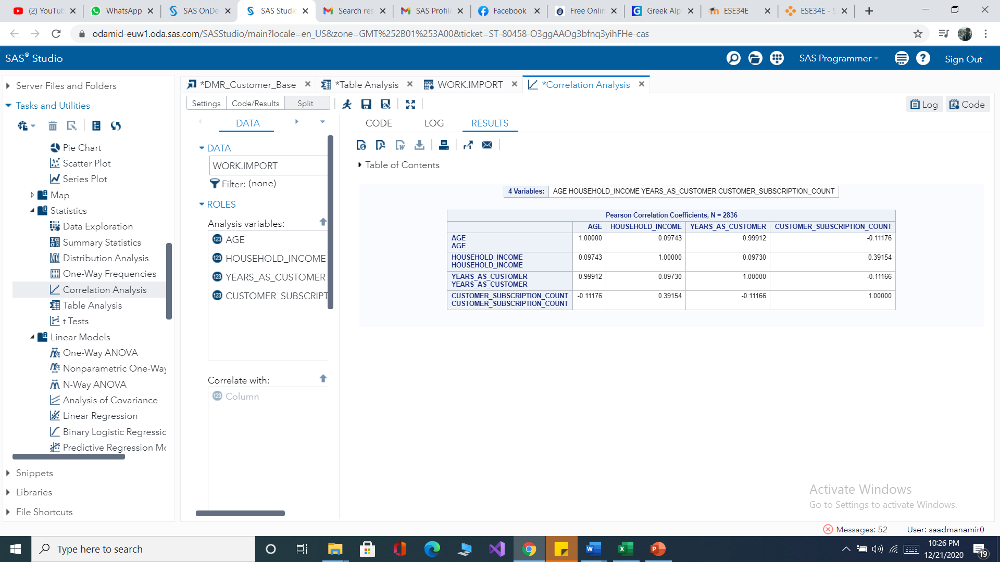 (2) YouTub
WhatsApp
SAS OnDe
SAS Studio
Search res
SAS Profile
Facebook
Free Onlin
Greek Alp
ESE34E
ESE34E - S
odamid-euw1.oda.sas.com/SASStudio/main?locale=en_US&zone=GMT%252B01%253A00&ticket=ST-80458-O3ggAAOg3bfnq3yihFHe-cas
SAS® Studio
SAS Programmer
Sign Out
Server Files and Folders
Tasks and Utilities
Pie Chart
Scatter Plot
Series Plot
Map
Statistics
Data Exploration
Summary Statistics
Distribution Analysis
One-Way Frequencies
Correlation Analysis
Table Analysis
t Tests
Linear Models
One-Way ANOVA
Nonparametric One-Way
N-Way ANOVA
Analysis of Covariance
Linear Regression
Binary Logistic Regressio
Predictive Regression Mo
Snippets
Libraries
File Shortcuts
*DMR_Customer_Base
*Table Analysis
WORK.IMPORT
*Correlation Analysis
Settings
Code/Results
Split
Log
Code
DATA
DATA
WORK.IMPORT
Filter: (none)
ROLES
Analysis variables:
123 AGE
123 HOUSEHOLD_INCOME
123 YEARS_AS_CUSTOMER
123 CUSTOMER_SUBSCRIPT
Correlate with:
123 Column
CODE
LOG
RESULTS
Table of Contents
4 Variables: AGE HOUSEHOLD_INCOME YEARS_AS_CUSTOMER CUSTOMER_SUBSCRIPTION_COUNT
Pearson Correlation Coefficients, N = 2836
AGE HOUSEHOLD_INCOME YEARS_AS_CUSTOMER CUSTOMER_SUBSCRIPTION_COUNT
AGE 1.00000 0.09743 0.99912 -0.11176
AGE
HOUSEHOLD_INCOME 0.09743 1.00000 0.09730 0.39154
HOUSEHOLD_INCOME
YEARS_AS_CUSTOMER 0.99912 0.09730 1.00000 -0.11166
YEARS_AS_CUSTOMER
CUSTOMER_SUBSCRIPTION_COUNT -0.11176 0.39154 -0.11166 1.00000
CUSTOMER_SUBSCRIPTION_COUNT
Activate Windows
Go to Settings to activate Windows.
Messages: 52
User: saadmanamir0
Type here to search
10:26 PM
12/21/2020
19